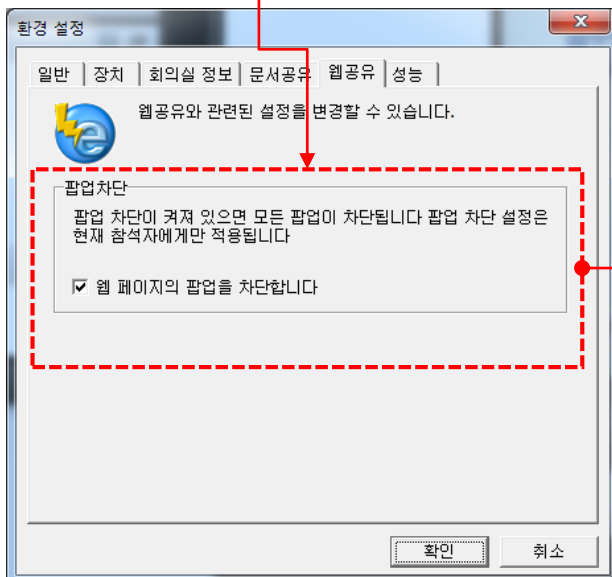 환경 설정
일반 장치 회의실 정보 문서공유 웹공유 성능
웹공유와 관련된 설정을 변경할 수 있습니다.
팝업차단
팝업 차단이 켜져 있으면 모든 팝업이 차단됩니다 팝업 차단 설정은
현재 참석자에게만 적용됩니다
웹 페이지의 팝업을 차단합니다
확인 취소